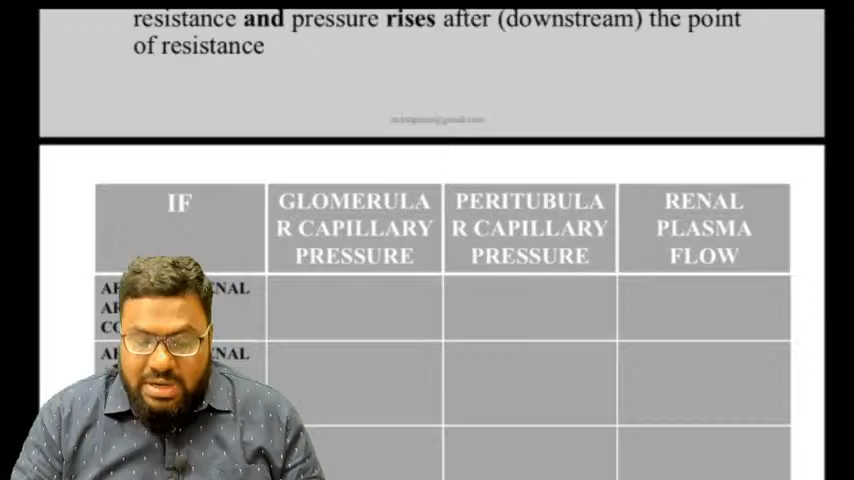 resistance and pressure rises after (downstream) the point
of resistance
IF
GLOMERULA
R CAPILLARY
PRESSURE
PERITUBULA
R CAPILLARY
PRESSURE
RENAL
PLASMA
FLOW